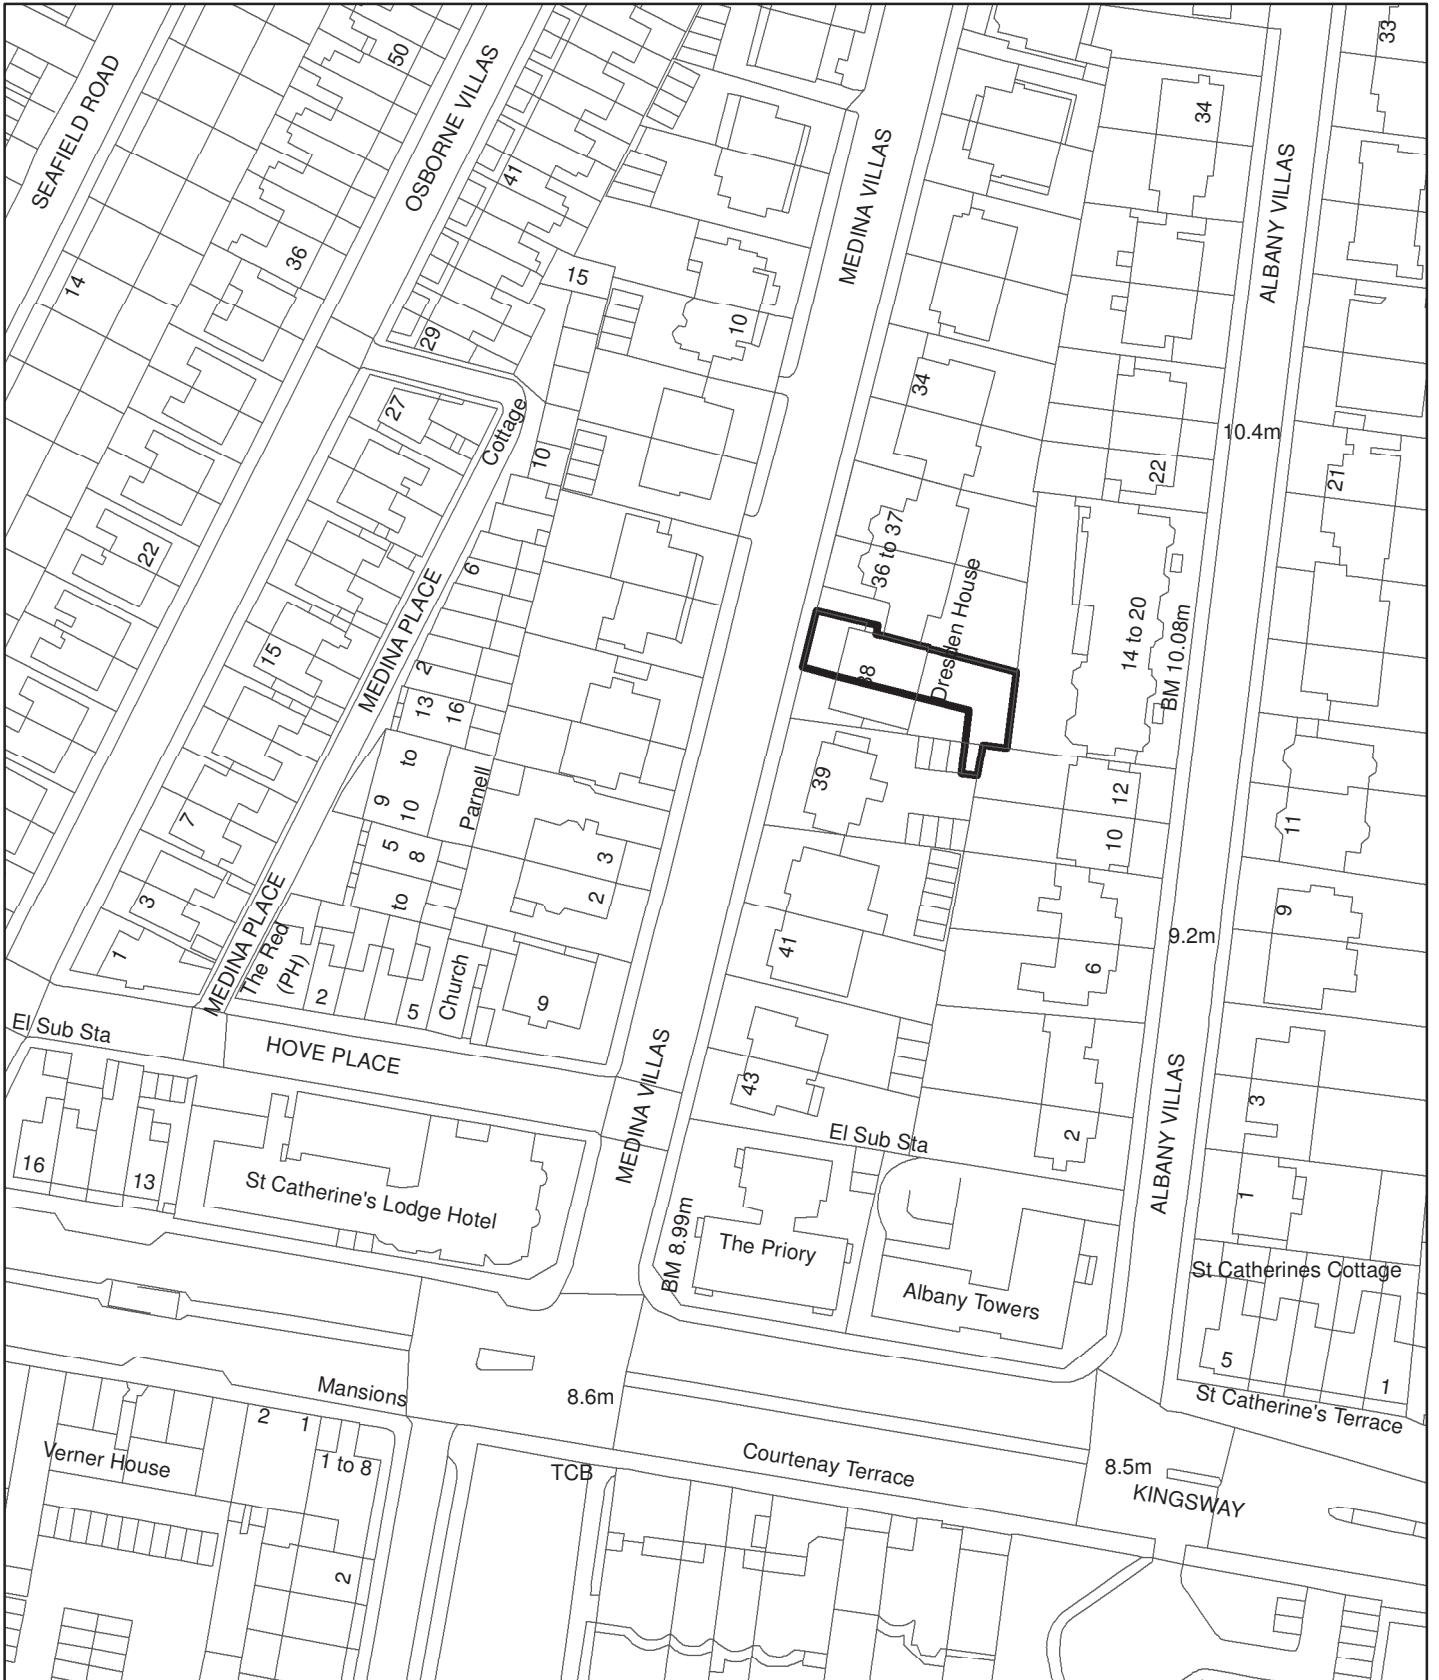 50
33
SEAFIELD ROAD
OSBORNE VILLAS
34
41
MEDINA VILLAS
ALBANY VILLAS
36
14
15
10
29
34
27
Cottage
10.4m
10
22
21
36 to 37
22
6
Dresden House
14 to 20
BM 10.08m
MEDINA PLACE
15
2
38
13
16
to
39
12
9
10
Parnell
7
11
10
5
8
3
to
2
3
9
41
9.2m
1
MEDINA PLACE
The Red
(PH)
2
5
Church
9
6
El Sub Sta
HOVE PLACE
MEDINA VILLAS
43
3
El Sub Sta
2
ALBANY VILLAS
16
13
St Catherine's Lodge Hotel
1
BM 8.99m
The Priory
St Catherines Cottage
Albany Towers
5
1
Mansions
8.6m
St Catherine's Terrace
2
1
Verner House
1 to 8
TCB
Courtenay Terrace
8.5m
KINGSWAY
2